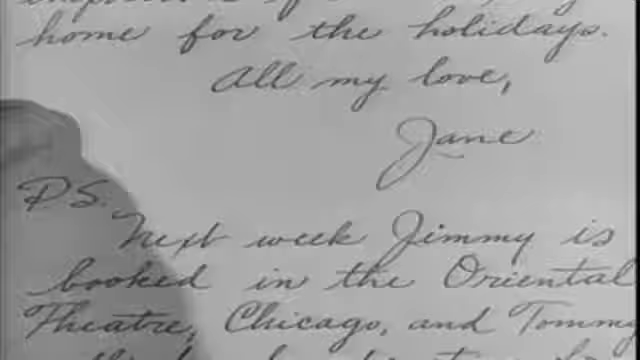 home for the holidays.
All my love,
Jane
P.S.
Next week Jimmy is
booked in the Oriental
Theatre, Chicago, and Tommy